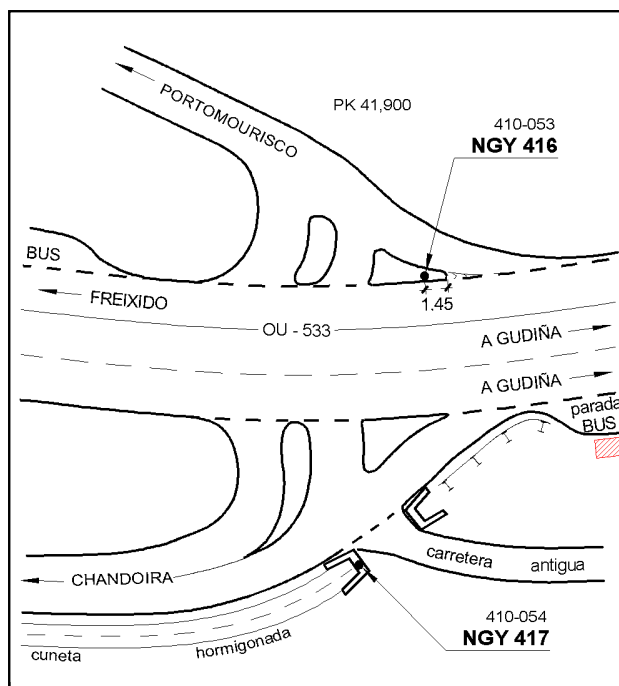 PK 41,900
410-053
NGY 416
PORTOMOURISCO
BUS
FREIXIDO
1.45
OU - 533
A GUDIÑA
A GUDIÑA
parada
BUS
CHANDOIRA
carretera antigua
410-054
NGY 417
cuneta hormigonada